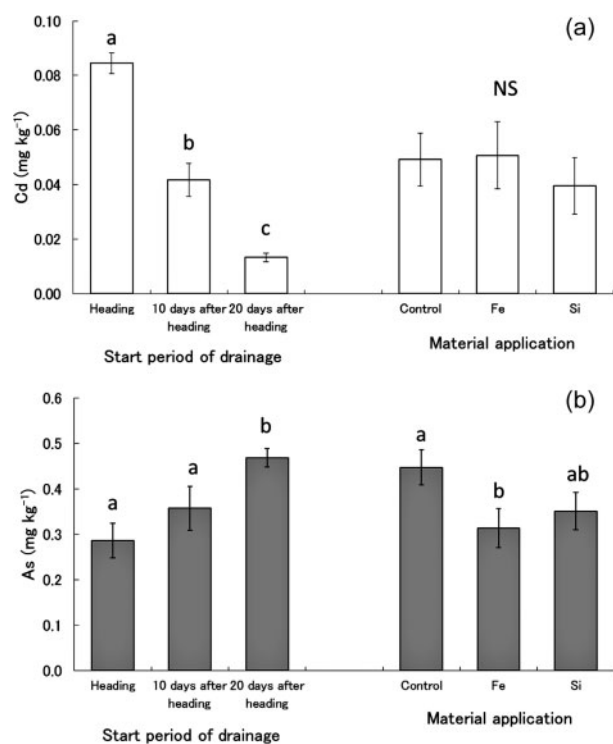 (a)
0.10
0.08
0.06
0.04
0.02
0.00
Cd (mg kg⁻¹)
a
b
c
NS
Heading
10 days after heading
20 days after heading
Control
Fe
Si
Start period of drainage
Material application
(b)
0.6
0.5
0.4
0.3
0.2
0.1
0.0
As (mg kg⁻¹)
a
a
b
a
b
ab
Heading
10 days after heading
20 days after heading
Control
Fe
Si
Start period of drainage
Material application